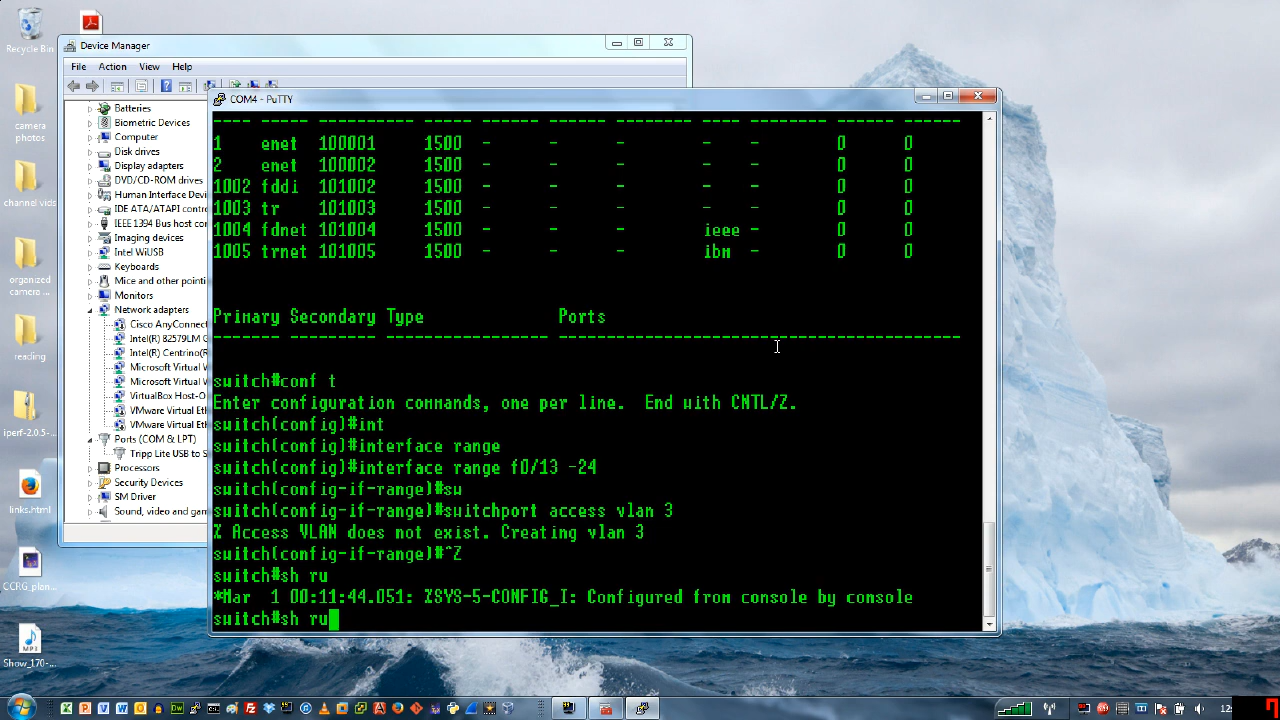 Recycle Bin
Device Manager
File Action View Help
Batteries
Biometric Devices
Computer
Disk drives
Display adapters
DVD/CD-ROM drives
Human Interface Devi
IDE ATA/ATAPI contr
IEEE 1394 Bus host co
Imaging devices
Intel WiUSB
Keyboards
Mice and other pointi
Monitors
Network adapters
Cisco AnyConnect
Intel(R) 82579LM G
Intel(R) Centrino(R
Microsoft Virtual V
Microsoft Virtual V
VirtualBox Host-O
VMware Virtual Eth
VMware Virtual Eth
Ports (COM & LPT)
Tripp Lite USB to S
Processors
Security Devices
SM Driver
Sound, video and gam
camera photos
channel vids
organized camera ...
reading
iperf-2.0.5-...
links.html
CCRG_plan...
Show_170-...
COM4 - PuTTY
---- ----- ---------- ----- ------ ------ -------- ---- -------- ------ ------
1 enet 100001 1500 - - - - - 0 0
2 enet 100002 1500 - - - - - 0 0
1002 fddi 101002 1500 - - - - - 0 0
1003 tr 101003 1500 - - - - - 0 0
1004 fdnet 101004 1500 - - - ieee - 0 0
1005 trnet 101005 1500 - - - ibm - 0 0
Primary Secondary Type Ports
------- --------- ----------------- ------------------------------------------
switch#conf t
Enter configuration commands, one per line. End with CNTL/Z.
switch(config)#int
switch(config)#interface range
switch(config)#interface range f0/13 -24
switch(config-if-range)#sw
switch(config-if-range)#switchport access vlan 3
% Access VLAN does not exist. Creating vlan 3
switch(config-if-range)#^Z
switch#sh ru
*Mar 1 00:11:44.051: %SYS-5-CONFIG_I: Configured from console by console
switch#sh ru